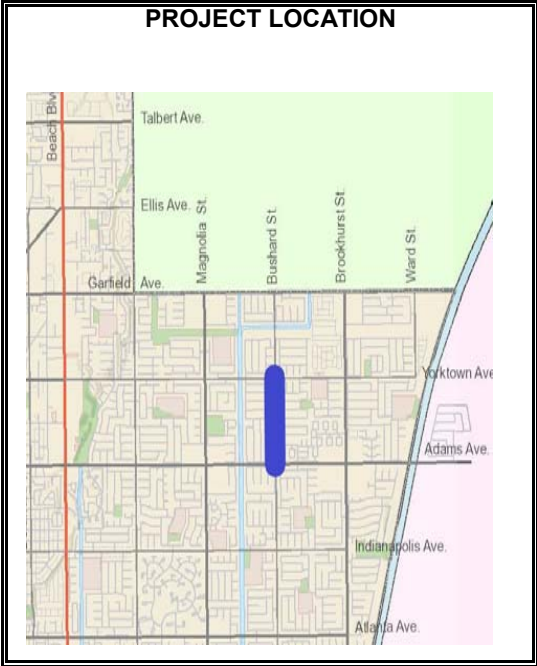 PROJECT LOCATION
Beach Blv
Talbert Ave.
Ellis Ave.
Magnolia St.
Bushard St.
Brookhurst St.
Ward St.
Garfield Ave.
Yorktown Ave
Adams Ave.
Indianapolis Ave.
Atlanta Ave.